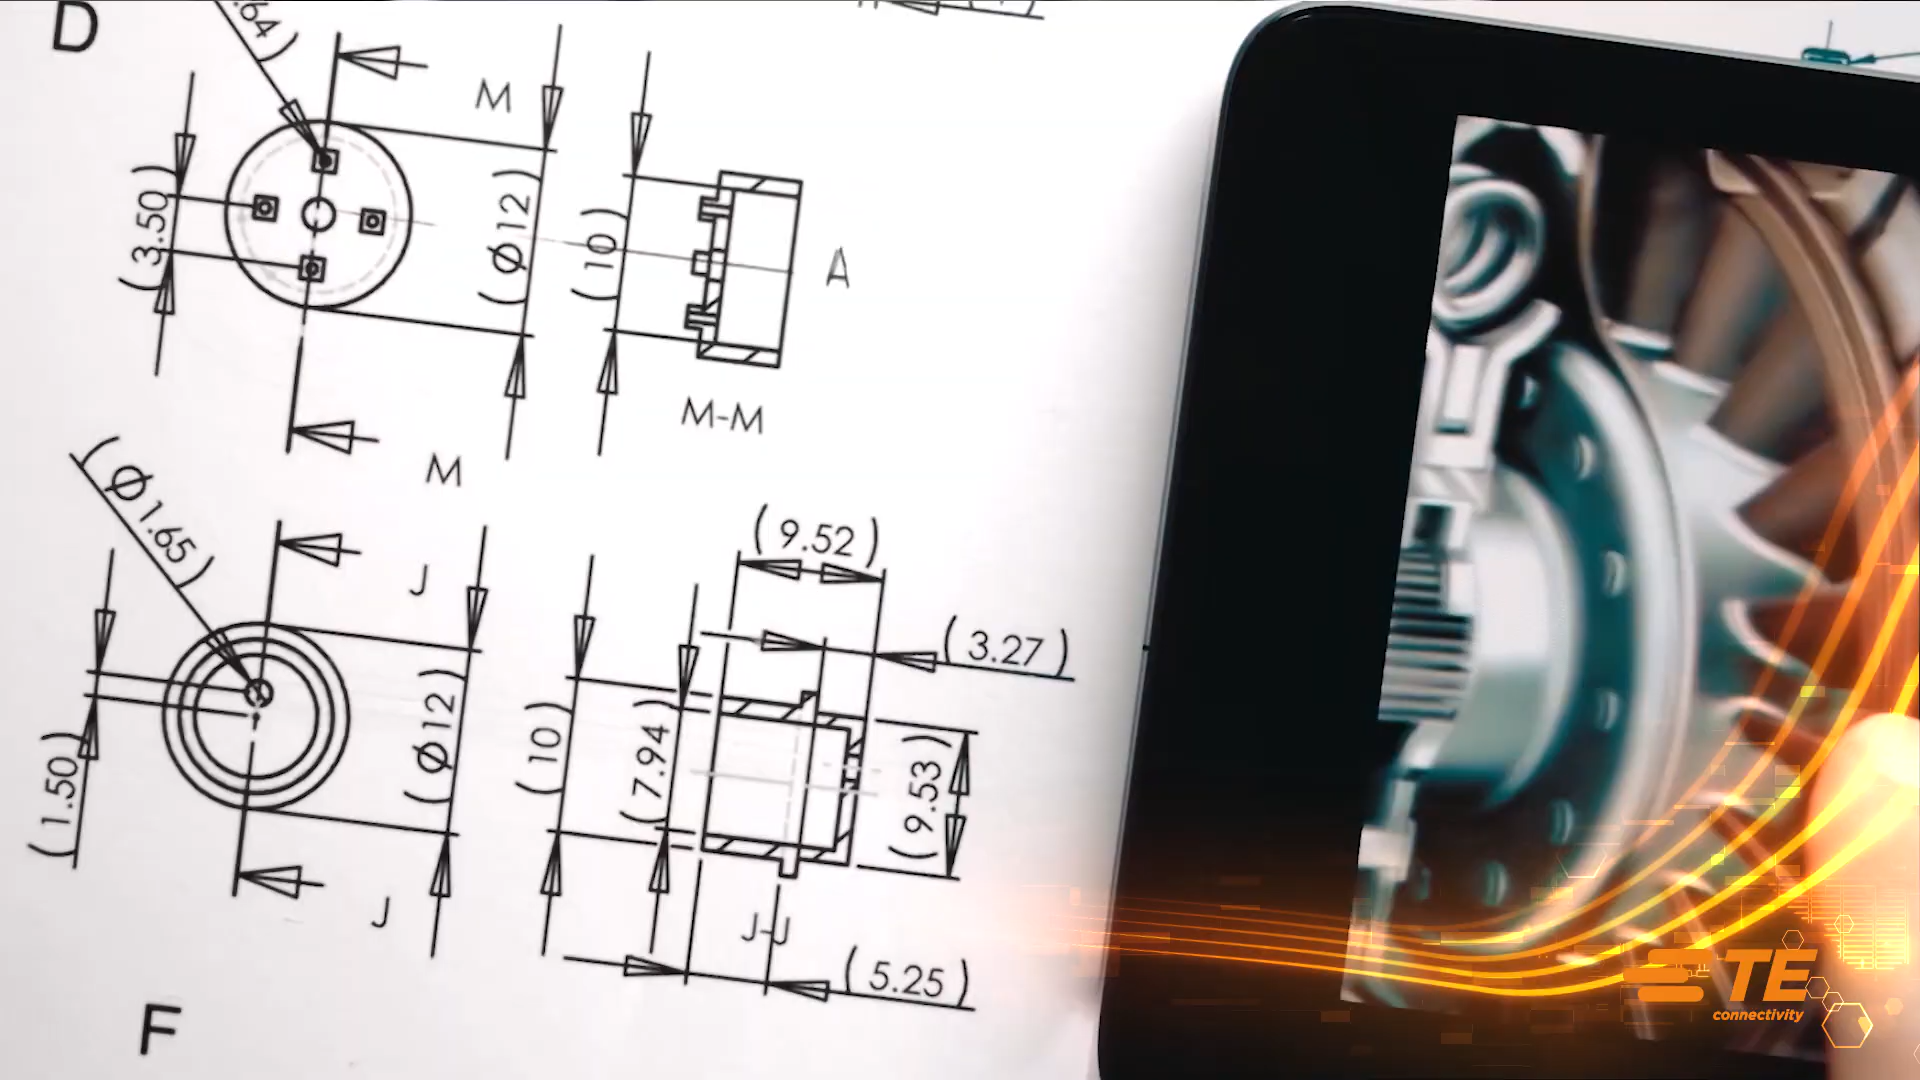 D
.64)
M
(3.50)
(Ø12)
(10)
A
M-M
M
(Ø1.65)
J
(9.52)
(3.27)
(1.50)
(Ø12)
(10)
(7.94)
(9.53)
J
J-J
(5.25)
F
TE
connectivity